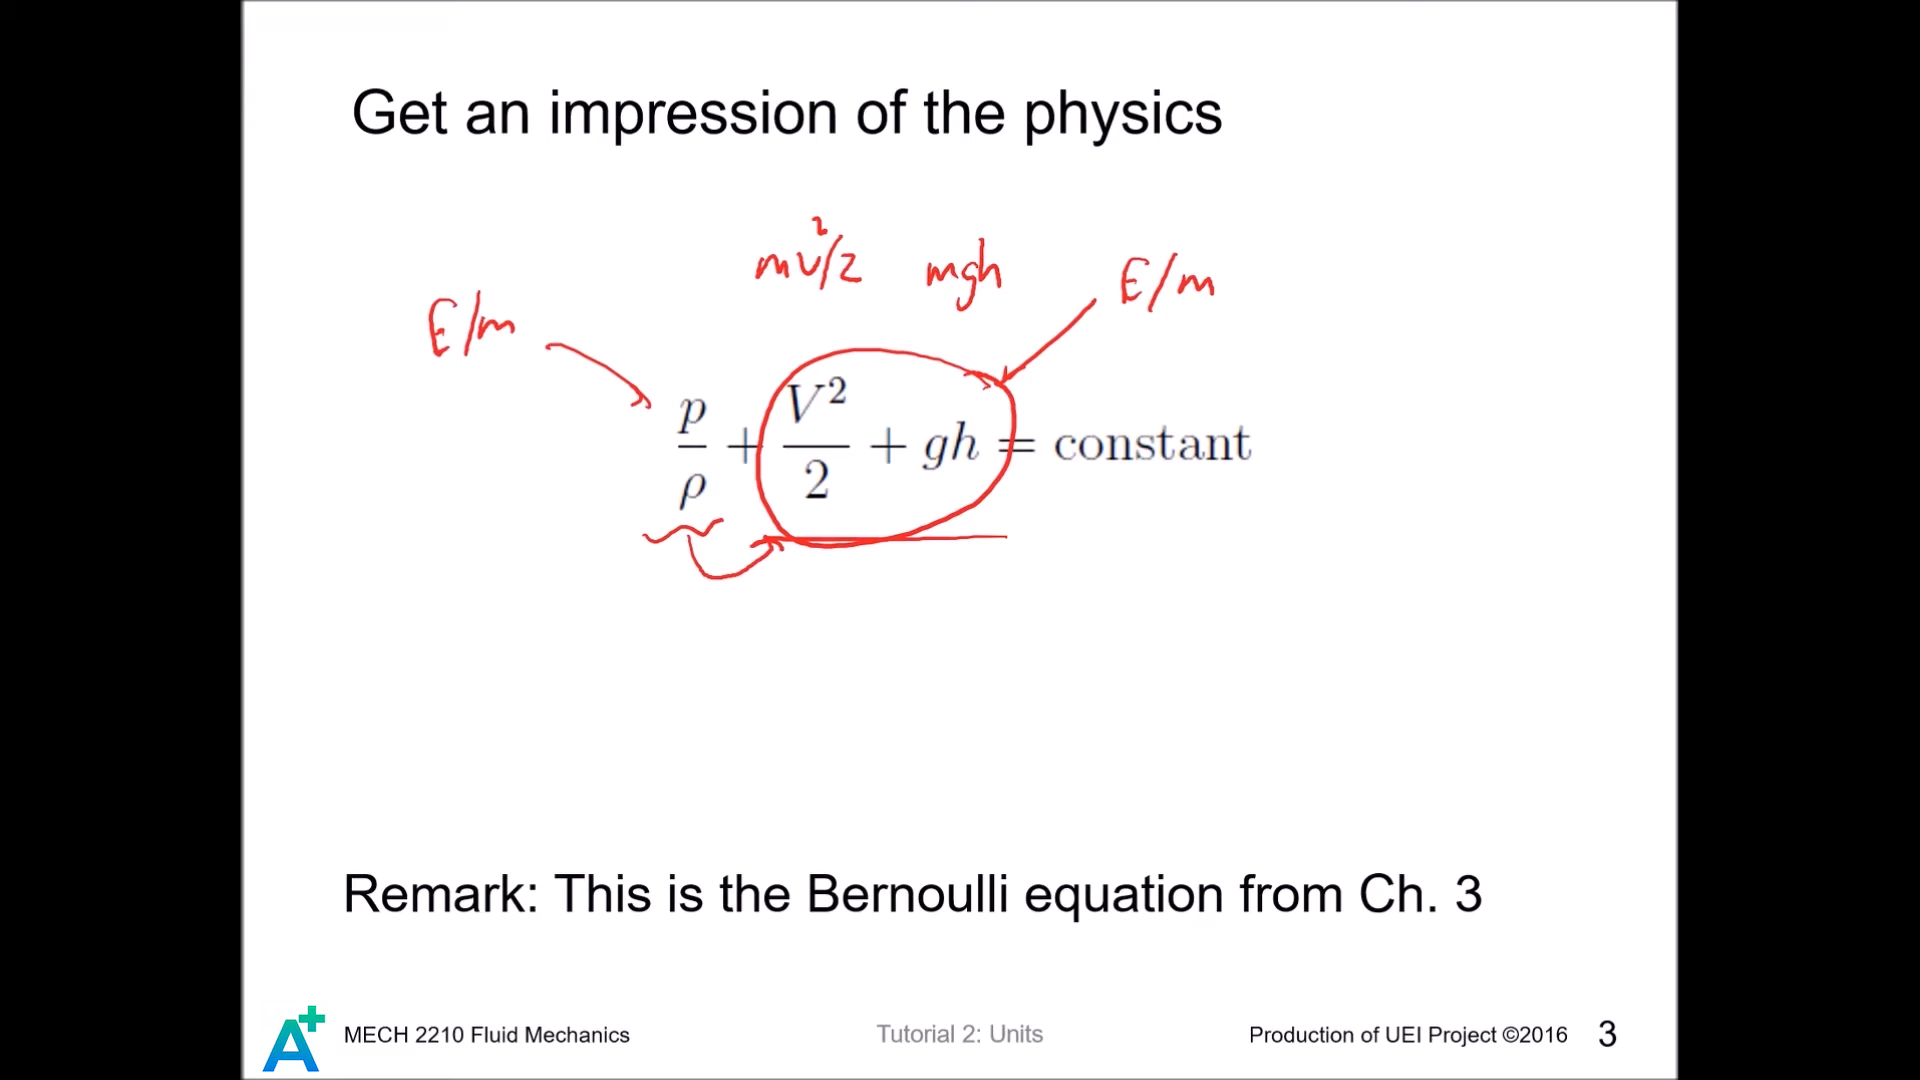 Get an impression of the physics
mv²/2 mgh E/m
E/m
p/ρ + V²/2 + gh = constant
Remark: This is the Bernoulli equation from Ch. 3
A+ MECH 2210 Fluid Mechanics Tutorial 2: Units Production of UEI Project ©2016 3